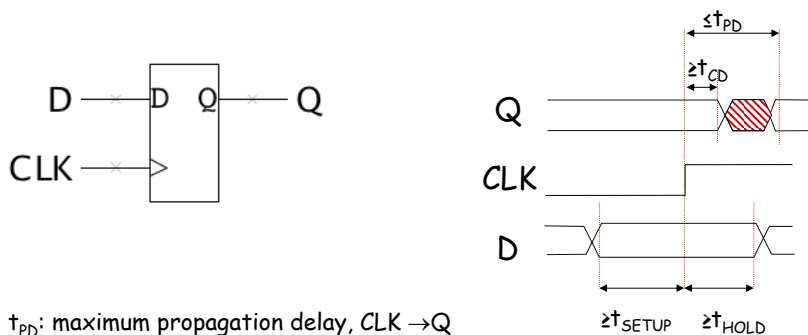 ≤tPD
≥tCD
D D Q Q
Q
CLK
CLK
D
≥tSETUP ≥tHOLD
tPD: maximum propagation delay, CLK →Q